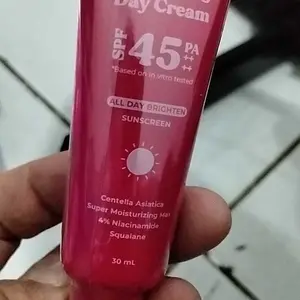 Day Cream
SPF 45 PA
++
++
*Based on in vitro tested
ALL DAY BRIGHTEN
SUNSCREEN
Centella Asiatica
Super Moisturizing
4% Niacinamide
Squalane
30 mL